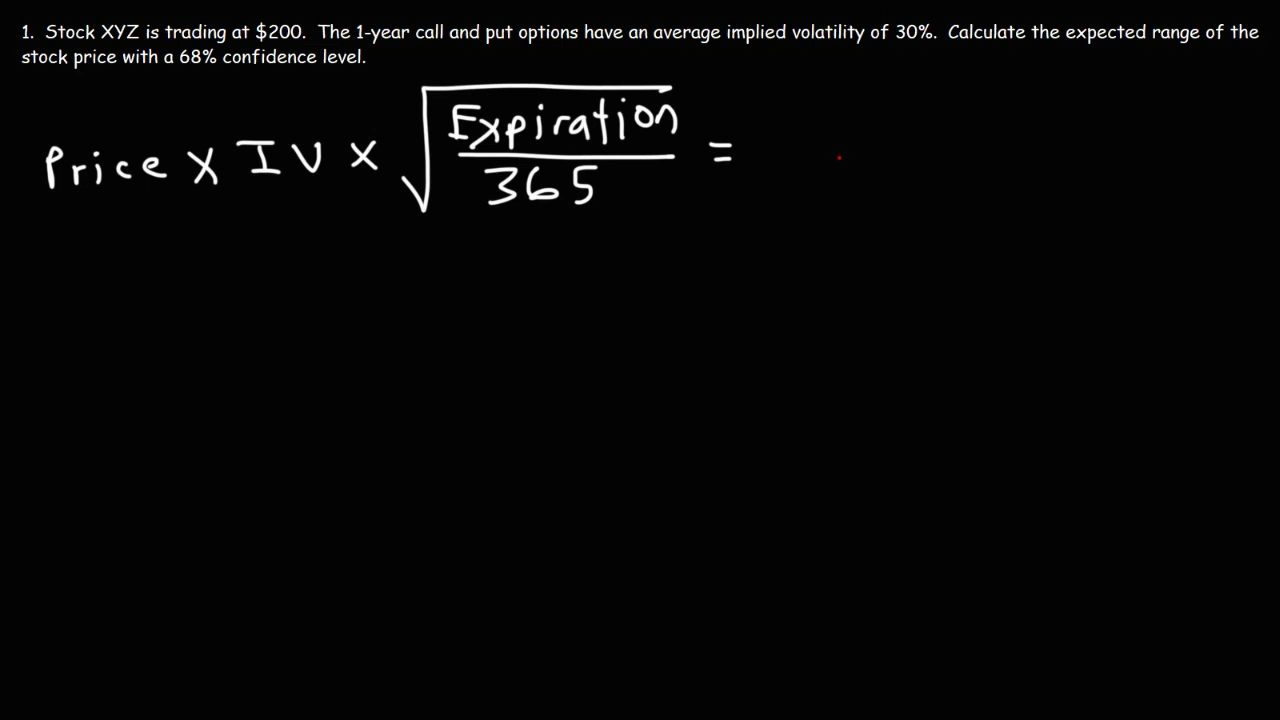 1. Stock XYZ is trading at $200. The 1-year call and put options have an average implied volatility of 30%. Calculate the expected range of the
stock price with a 68% confidence level.
Price x IV x √(Expiration/365) =